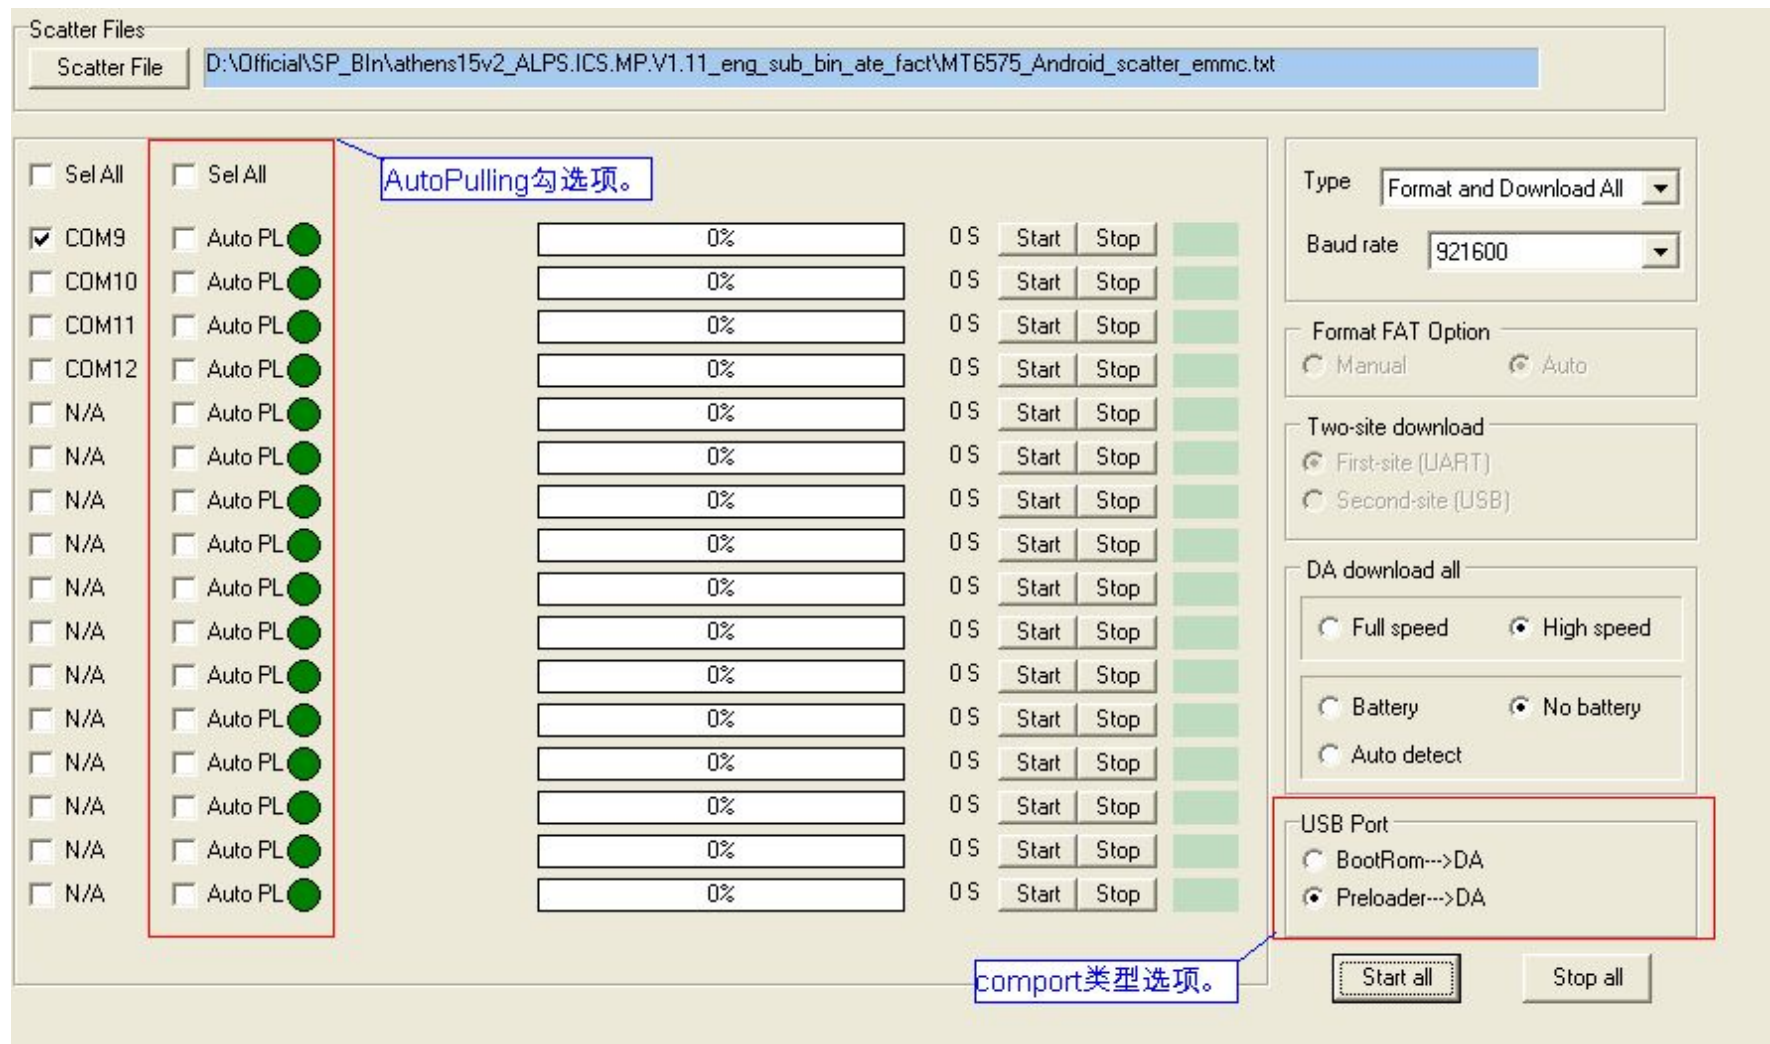 Scatter Files
Scatter File D:\Official\SP_BIn\athens15v2_ALPS.ICS.MP.V1.11_eng_sub_bin_ate_fact\MT6575_Android_scatter_emmc.txt
Sel All Sel All
AutoPulling勾选项。
COM9 Auto PL 0% 0 S Start Stop
COM10 Auto PL 0% 0 S Start Stop
COM11 Auto PL 0% 0 S Start Stop
COM12 Auto PL 0% 0 S Start Stop
N/A Auto PL 0% 0 S Start Stop
N/A Auto PL 0% 0 S Start Stop
N/A Auto PL 0% 0 S Start Stop
N/A Auto PL 0% 0 S Start Stop
N/A Auto PL 0% 0 S Start Stop
N/A Auto PL 0% 0 S Start Stop
N/A Auto PL 0% 0 S Start Stop
N/A Auto PL 0% 0 S Start Stop
N/A Auto PL 0% 0 S Start Stop
N/A Auto PL 0% 0 S Start Stop
N/A Auto PL 0% 0 S Start Stop
N/A Auto PL 0% 0 S Start Stop
comport类型选项。
Type Format and Download All
Baud rate 921600
Format FAT Option
Manual Auto
Two-site download
First-site (UART)
Second-site (USB)
DA download all
Full speed High speed
Battery No battery
Auto detect
USB Port
BootRom--->DA
Preloader--->DA
Start all Stop all